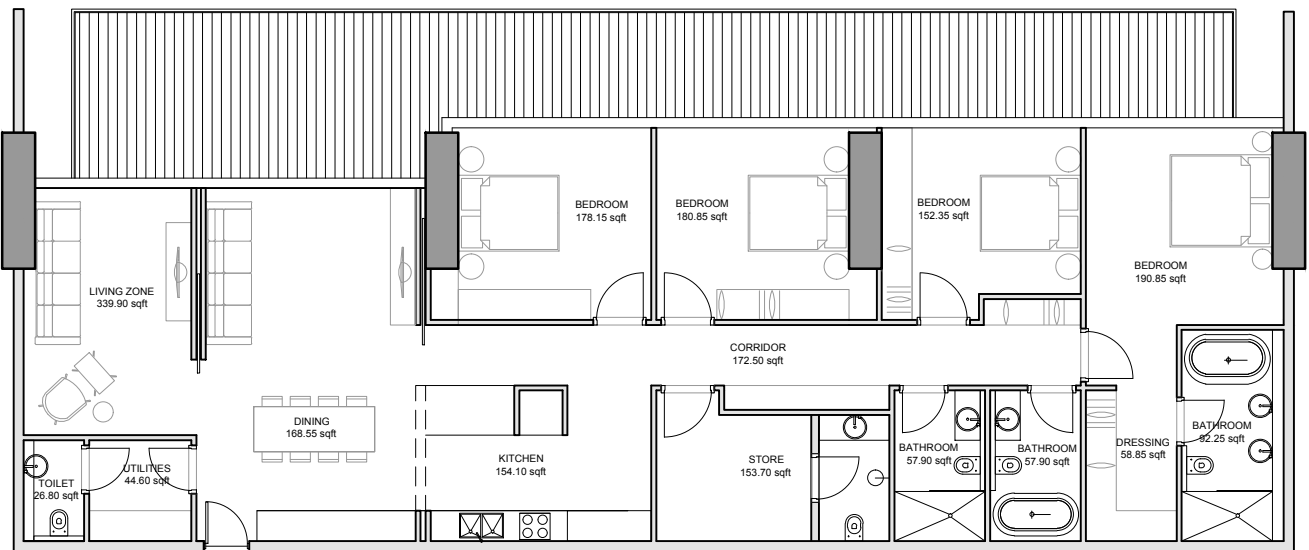 BEDROOM
178.15 sqft
BEDROOM
180.85 sqft
BEDROOM
152.35 sqft
BEDROOM
190.85 sqft
LIVING ZONE
339.90 sqft
CORRIDOR
172.50 sqft
DINING
168.55 sqft
KITCHEN
154.10 sqft
STORE
153.70 sqft
BATHROOM
57.90 sqft
BATHROOM
57.90 sqft
DRESSING
58.85 sqft
BATHROOM
92.25 sqft
UTILITIES
44.60 sqft
TOILET
26.80 sqft